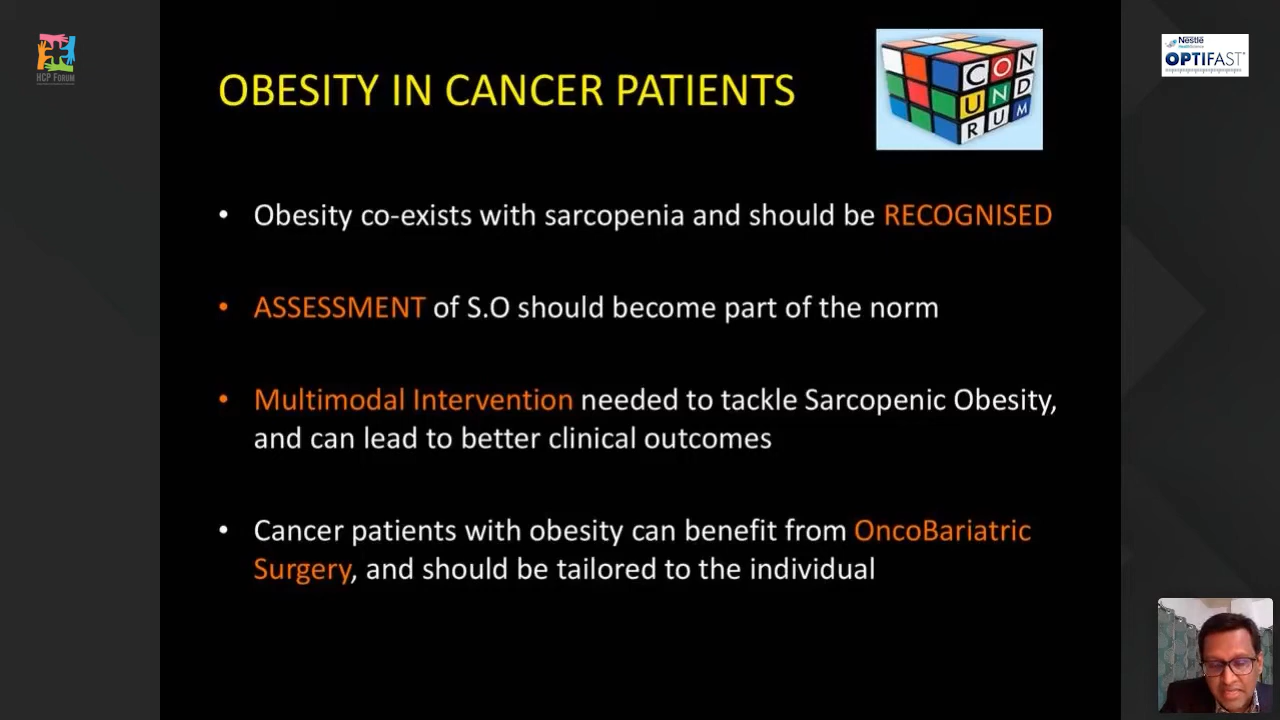 HCP FORUM
Nestlé
HealthScience
OPTIFAST®
OBESITY IN CANCER PATIENTS
CON
UND
RUM
• Obesity co-exists with sarcopenia and should be RECOGNISED
• ASSESSMENT of S.O should become part of the norm
• Multimodal Intervention needed to tackle Sarcopenic Obesity,
and can lead to better clinical outcomes
• Cancer patients with obesity can benefit from OncoBariatric
Surgery, and should be tailored to the individual